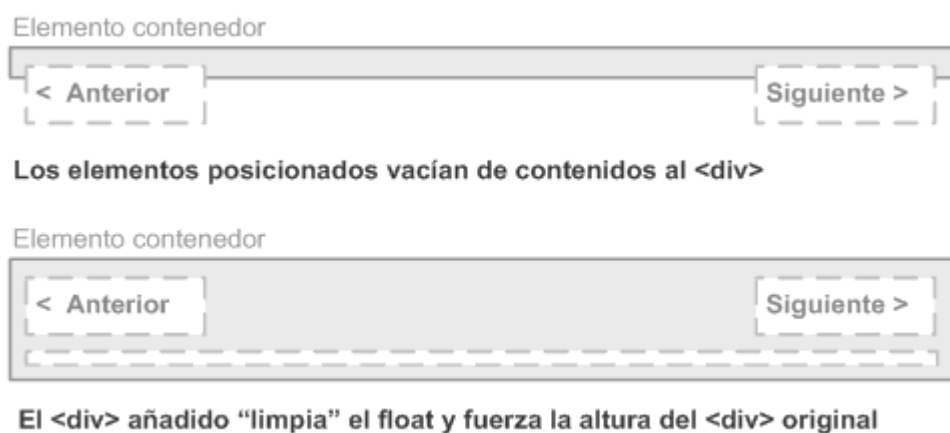 Elemento contenedor
< Anterior Siguiente >
Los elementos posicionados vacían de contenidos al <div>
Elemento contenedor
< Anterior Siguiente >
El <div> añadido “limpia” el float y fuerza la altura del <div> original